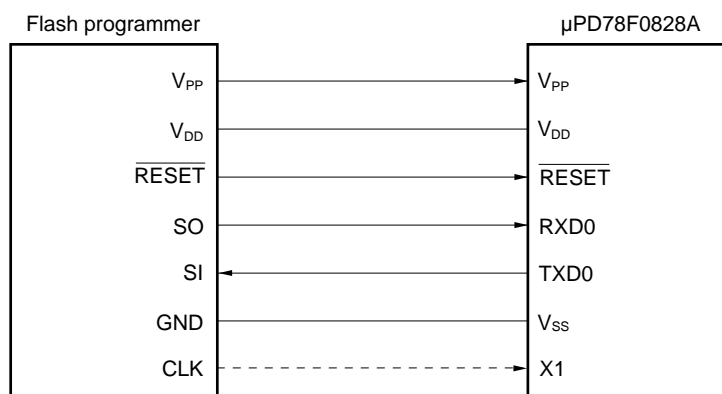 Flash programmer µPD78F0828A
VPP VPP
VDD VDD
RESET RESET
SO RXD0
SI TXD0
GND VSS
CLK X1